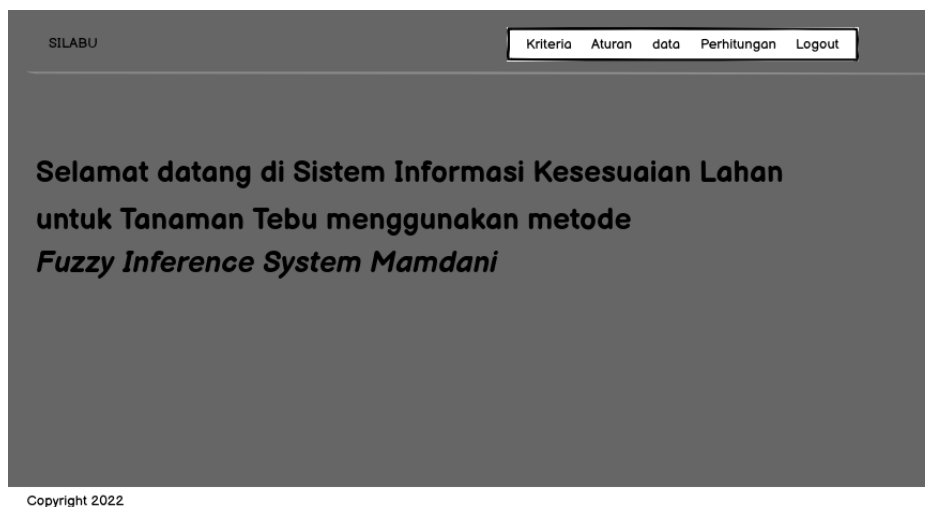 SILABU
Kriteria Aturan data Perhitungan Logout
Selamat datang di Sistem Informasi Kesesuaian Lahan
untuk Tanaman Tebu menggunakan metode
Fuzzy Inference System Mamdani
Copyright 2022